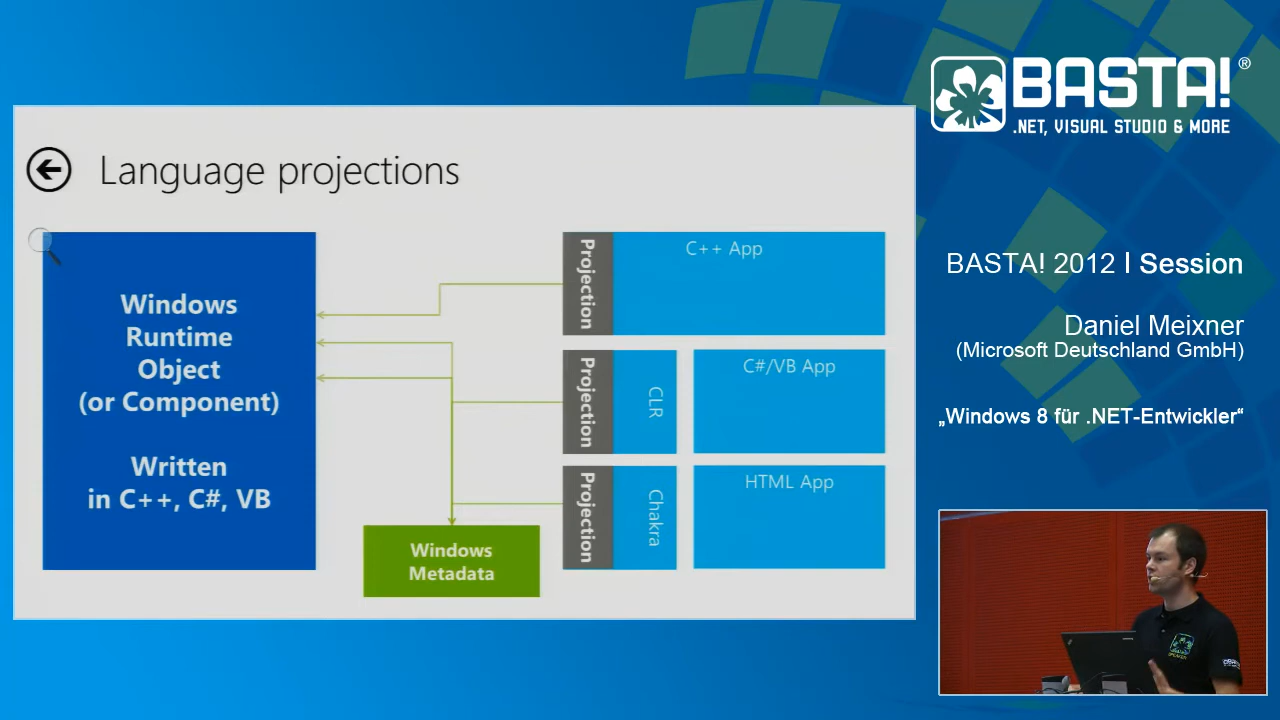 BASTA!®
.NET, VISUAL STUDIO & MORE
Language projections
Windows
Runtime
Object
(or Component)
Written
in C++, C#, VB
Projection
C++ App
Projection
CLR
C#/VB App
Projection
Chakra
HTML App
Windows
Metadata
BASTA! 2012 I Session
Daniel Meixner
(Microsoft Deutschland GmbH)
„Windows 8 für .NET-Entwickler“